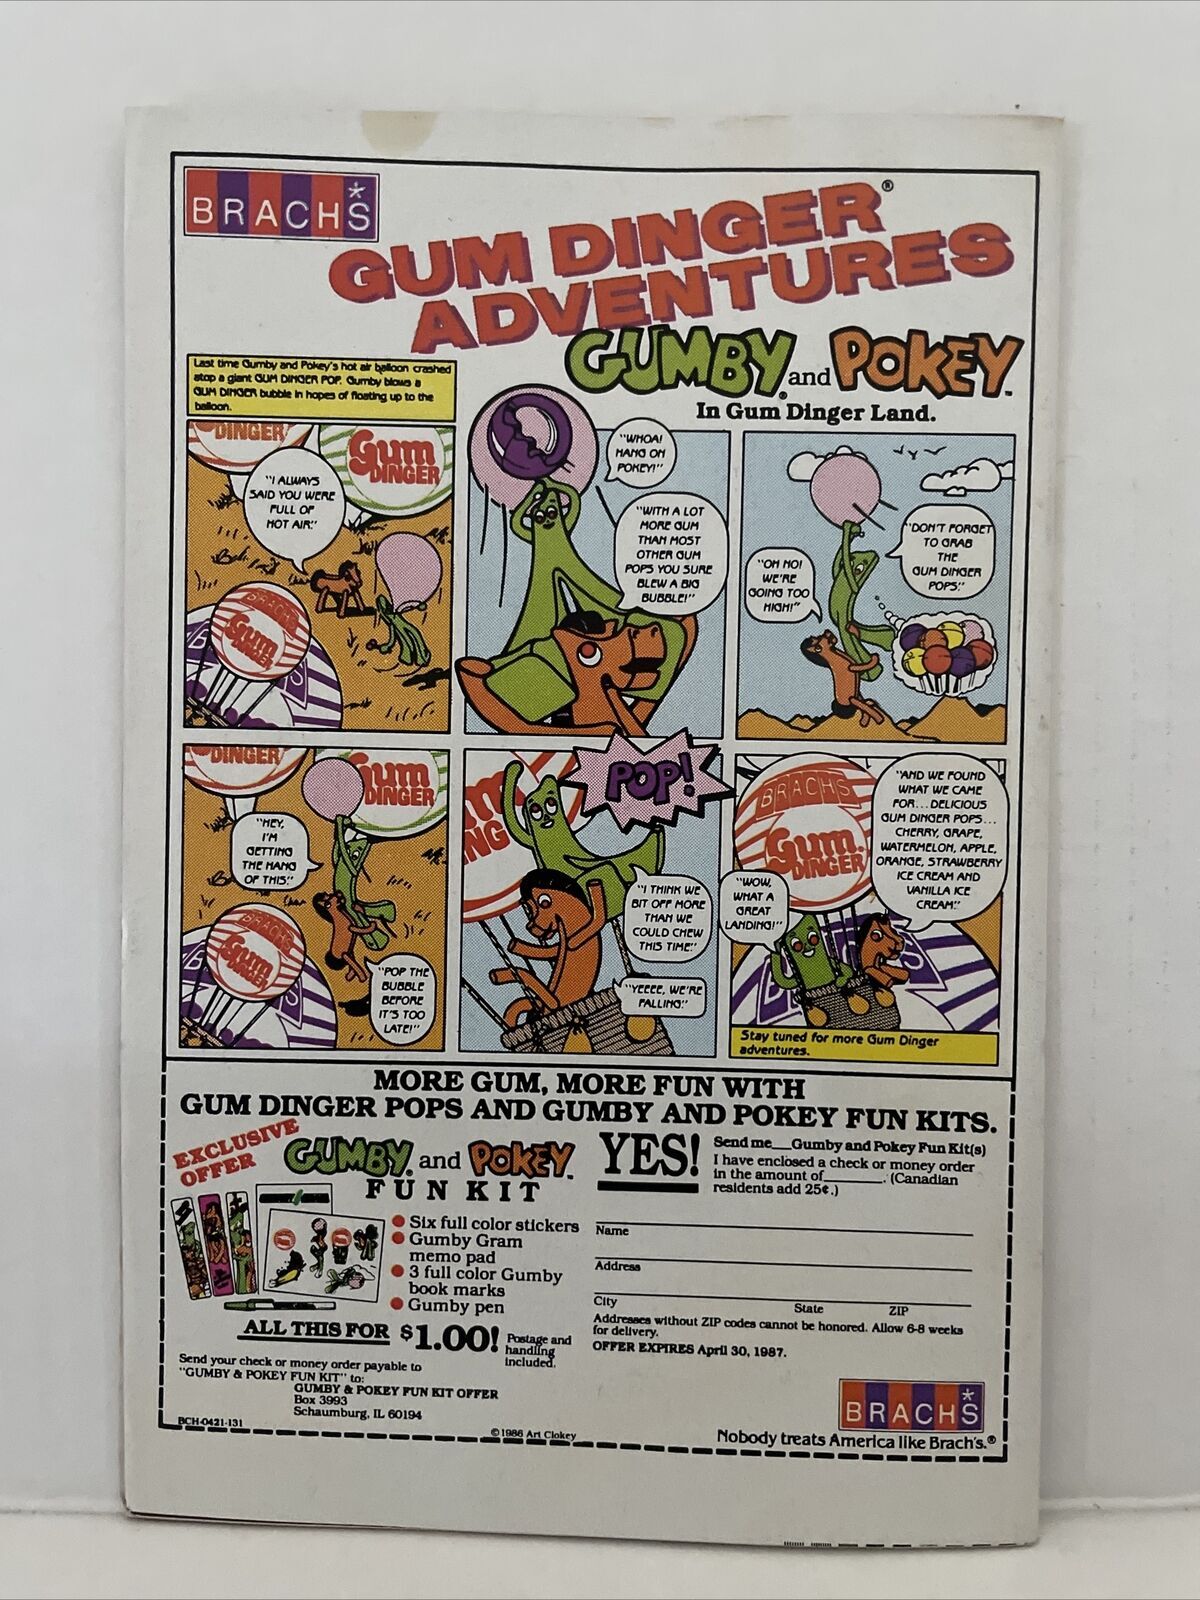 BRACH'S
GUM DINGER®
ADVENTURES
GUMBY® and POKEY™
In Gum Dinger Land.
Last time Gumby and Pokey's hot air balloon crashed
atop a giant GUM DINGER POP. Gumby blows a
GUM DINGER bubble in hopes of floating up to the
balloon.
DINGER
Gum
DINGER
"I ALWAYS
SAID YOU WERE
FULL OF
HOT AIR."
BRACH'S
Gum
DINGER
"WHOA!
HANG ON
POKEY!"
"WITH A LOT
MORE GUM
THAN MOST
OTHER GUM
POPS YOU SURE
BLEW A BIG
BUBBLE!"
"OH NO!
WE'RE
GOING TOO
HIGH!"
"DON'T FORGET
TO GRAB
THE
GUM DINGER
POPS."
DINGER
Gum
DINGER
"HEY,
I'M
GETTING
THE HANG
OF THIS."
BRACH'S
Gum
DINGER
"POP THE
BUBBLE
BEFORE
IT'S TOO
LATE!"
POP!
"I THINK WE
BIT OFF MORE
THAN WE
COULD CHEW
THIS TIME."
"YEEEE, WE'RE
FALLING."
BRACH'S
Gum
DINGER
"AND WE FOUND
WHAT WE CAME
FOR... DELICIOUS
GUM DINGER POPS...
CHERRY, GRAPE,
WATERMELON, APPLE,
ORANGE, STRAWBERRY
ICE CREAM AND
VANILLA ICE
CREAM."
"WOW,
WHAT A
GREAT
LANDING!"
Stay tuned for more Gum Dinger
adventures.
MORE GUM, MORE FUN WITH
GUM DINGER POPS AND GUMBY AND POKEY FUN KITS.
EXCLUSIVE
OFFER
GUMBY® and POKEY™
FUN KIT
• Six full color stickers
• Gumby Gram
memo pad
• 3 full color Gumby
book marks
• Gumby pen
ALL THIS FOR $1.00!
Postage and
handling
included.
Send your check or money order payable to
"GUMBY & POKEY FUN KIT" to:
GUMBY & POKEY FUN KIT OFFER
Box 3993
Schaumburg, IL 60194
BCH-0421-131
©1986 Art Clokey
YES!
Send me___Gumby and Pokey Fun Kit(s)
I have enclosed a check or money order
in the amount of________. (Canadian
residents add 25¢.)
Name
Address
City State ZIP
Addresses without ZIP codes cannot be honored. Allow 6-8 weeks
for delivery.
OFFER EXPIRES April 30, 1987.
BRACH'S
Nobody treats America like Brach's.®